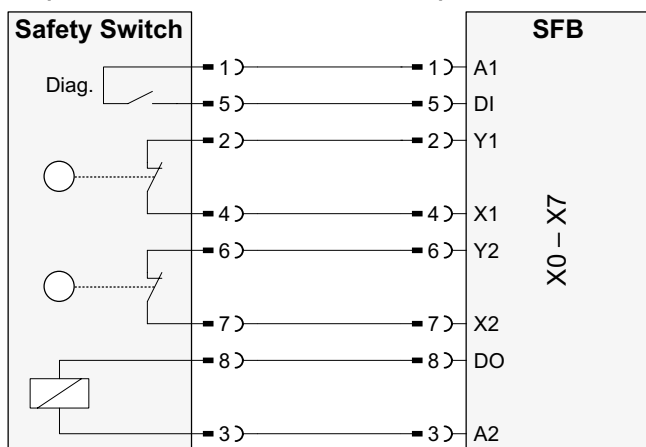 Safety Switch SFB
1 1 A1
Diag.
5 5 DI
2 2 Y1
4 4 X1
X0 – X7
6 6 Y2
7 7 X2
8 8 DO
3 3 A2